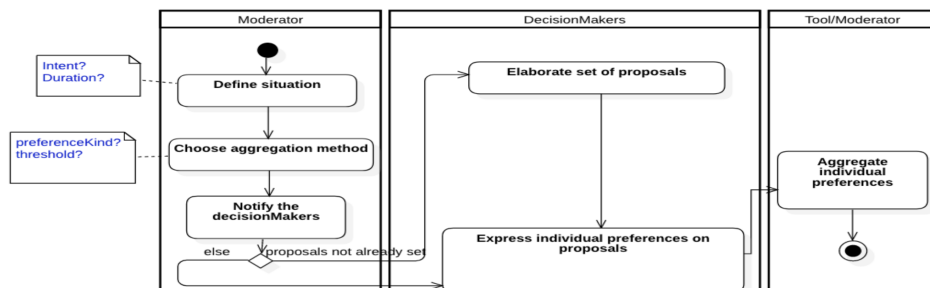 Moderator
DecisionMakers
Tool/Moderator
Intent?
Duration?
Define situation
Elaborate set of proposals
preferenceKind?
threshold?
Choose aggregation method
Aggregate
individual
preferences
Notify the
decisionMakers
Express individual preferences on
proposals
else
proposals not already set